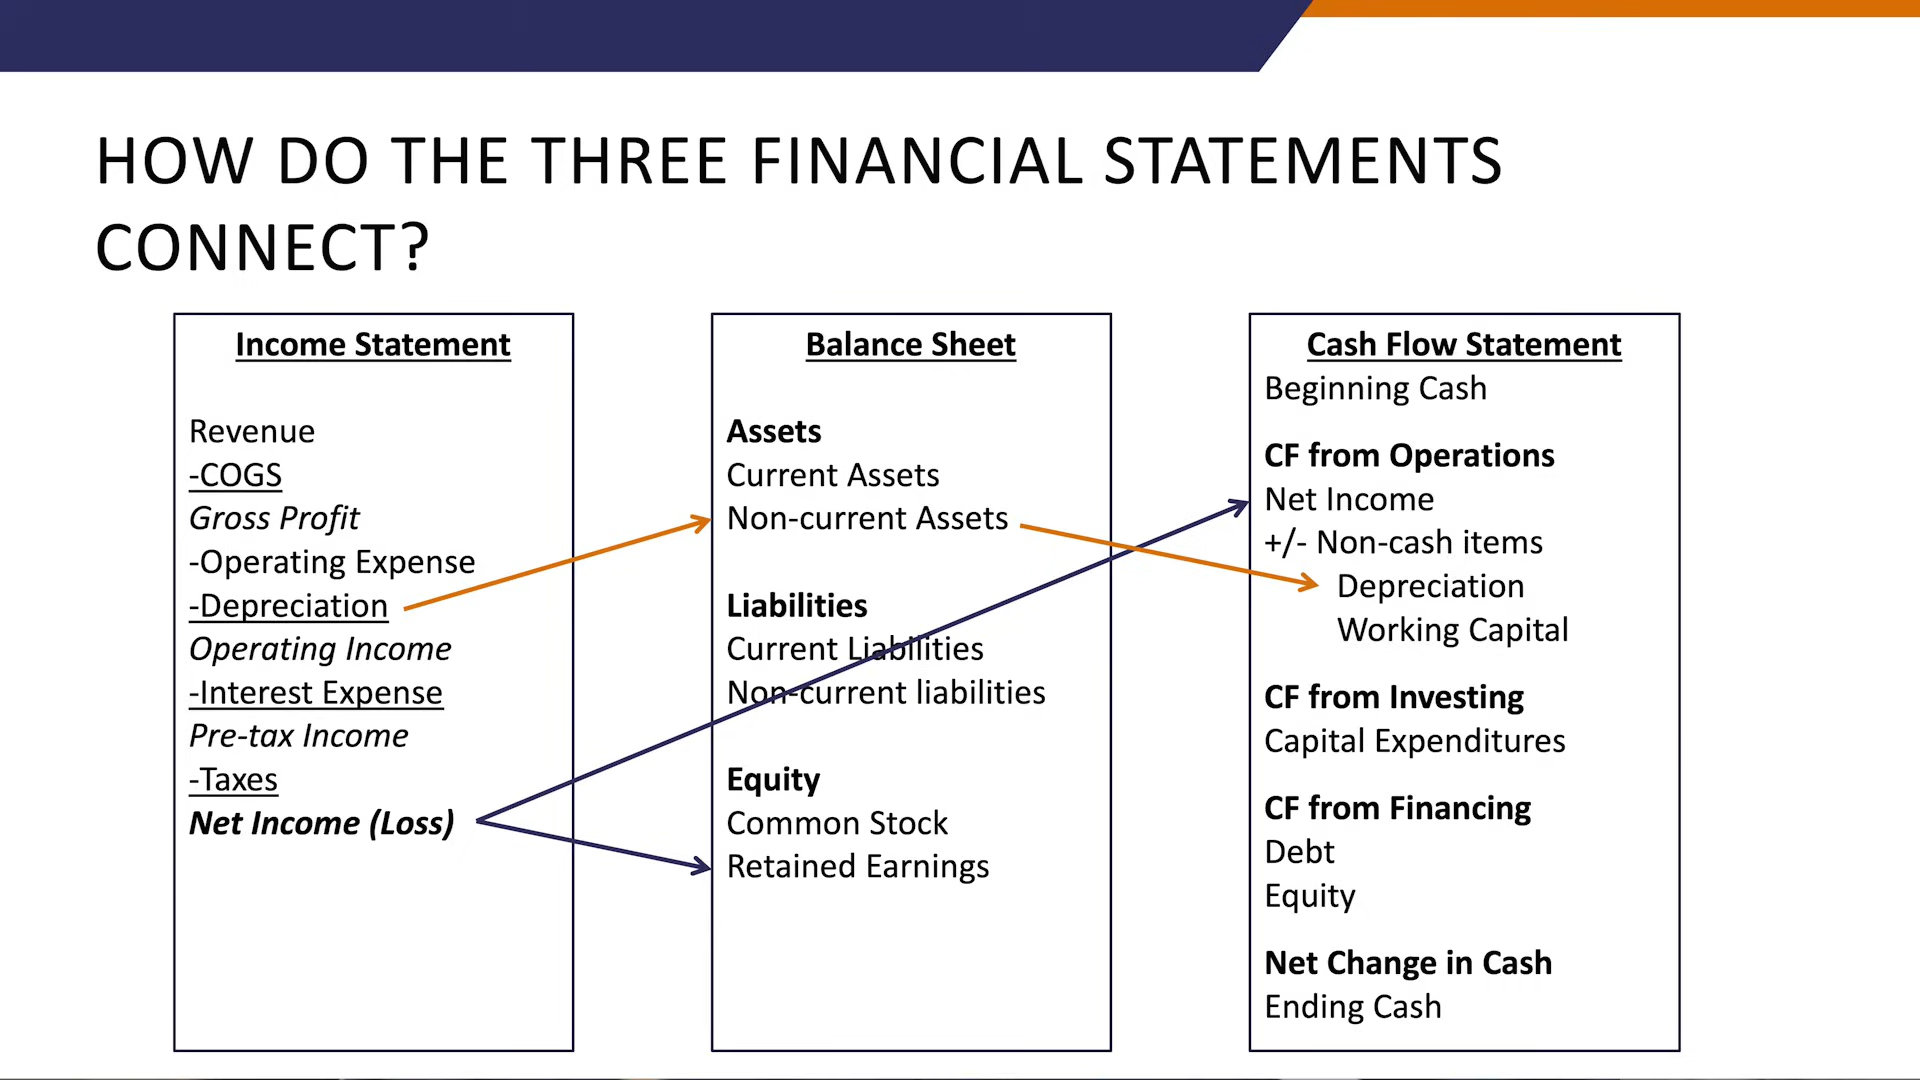 HOW DO THE THREE FINANCIAL STATEMENTS
CONNECT?
Income Statement
Revenue
-COGS
Gross Profit
-Operating Expense
-Depreciation
Operating Income
-Interest Expense
Pre-tax Income
-Taxes
Net Income (Loss)
Balance Sheet
Assets
Current Assets
Non-current Assets
Liabilities
Current Liabilities
Non-current liabilities
Equity
Common Stock
Retained Earnings
Cash Flow Statement
Beginning Cash
CF from Operations
Net Income
+/- Non-cash items
Depreciation
Working Capital
CF from Investing
Capital Expenditures
CF from Financing
Debt
Equity
Net Change in Cash
Ending Cash